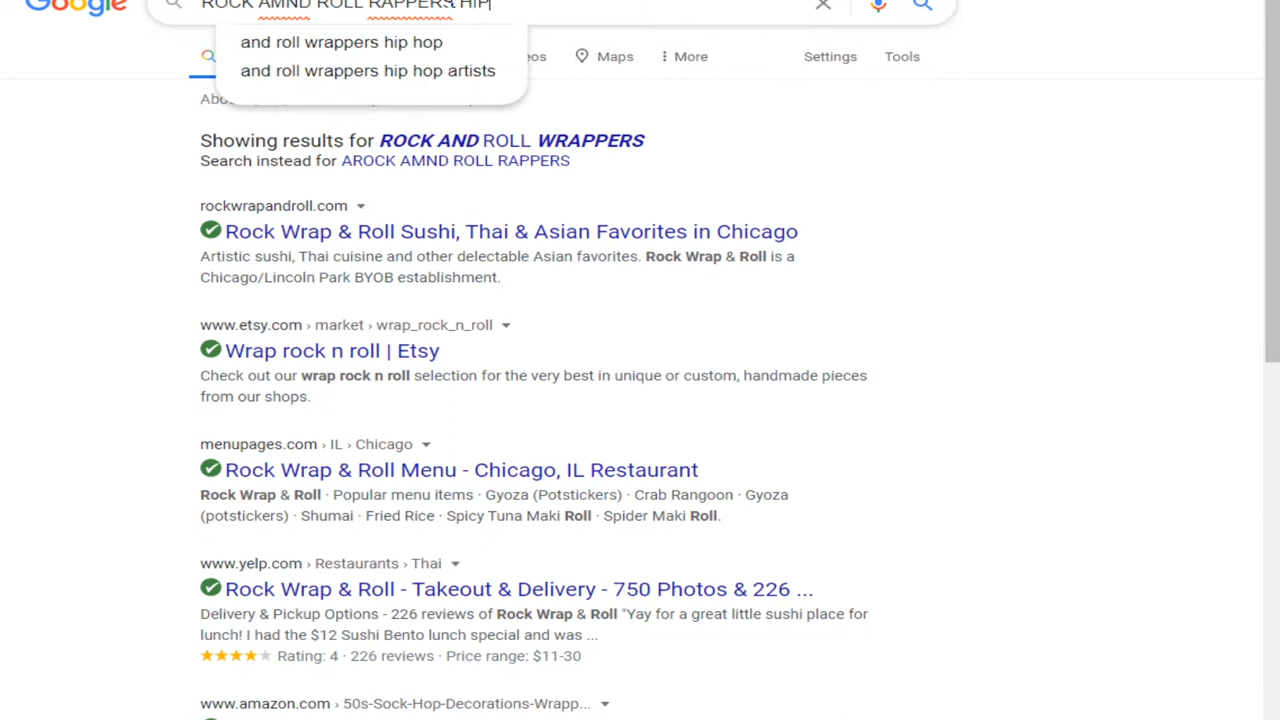 Google
ROCK AMND ROLL RAPPERS HIP
and roll wrappers hip hop
and roll wrappers hip hop artists
eos
Maps
More
Settings
Tools
Abo
Showing results for ROCK AND ROLL WRAPPERS
Search instead for AROCK AMND ROLL RAPPERS
rockwrapandroll.com
Rock Wrap & Roll Sushi, Thai & Asian Favorites in Chicago
Artistic sushi, Thai cuisine and other delectable Asian favorites. Rock Wrap & Roll is a
Chicago/Lincoln Park BYOB establishment.
www.etsy.com › market › wrap_rock_n_roll
Wrap rock n roll | Etsy
Check out our wrap rock n roll selection for the very best in unique or custom, handmade pieces
from our shops.
menupages.com › IL › Chicago
Rock Wrap & Roll Menu - Chicago, IL Restaurant
Rock Wrap & Roll · Popular menu items · Gyoza (Potstickers) · Crab Rangoon · Gyoza
(potstickers) · Shumai · Fried Rice · Spicy Tuna Maki Roll · Spider Maki Roll.
www.yelp.com › Restaurants › Thai
Rock Wrap & Roll - Takeout & Delivery - 750 Photos & 226 ...
Delivery & Pickup Options - 226 reviews of Rock Wrap & Roll "Yay for a great little sushi place for
lunch! I had the $12 Sushi Bento lunch special and was ...
Rating: 4 · 226 reviews · Price range: $11-30
www.amazon.com › 50s-Sock-Hop-Decorations-Wrapp...